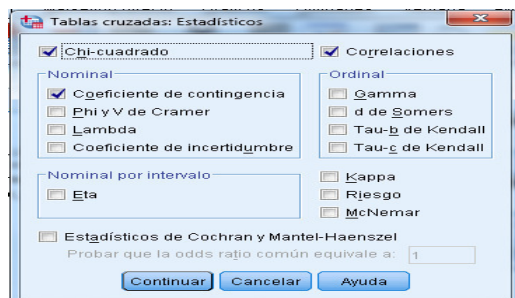 Tablas cruzadas: Estadísticos
Chi-cuadrado
Correlaciones
Nominal
Coeficiente de contingencia
Phi y V de Cramer
Lambda
Coeficiente de incertidumbre
Ordinal
Gamma
d de Somers
Tau-b de Kendall
Tau-c de Kendall
Nominal por intervalo
Eta
Kappa
Riesgo
McNemar
Estadísticos de Cochran y Mantel-Haenszel
Probar que la odds ratio común equivale a: 1
Continuar Cancelar Ayuda